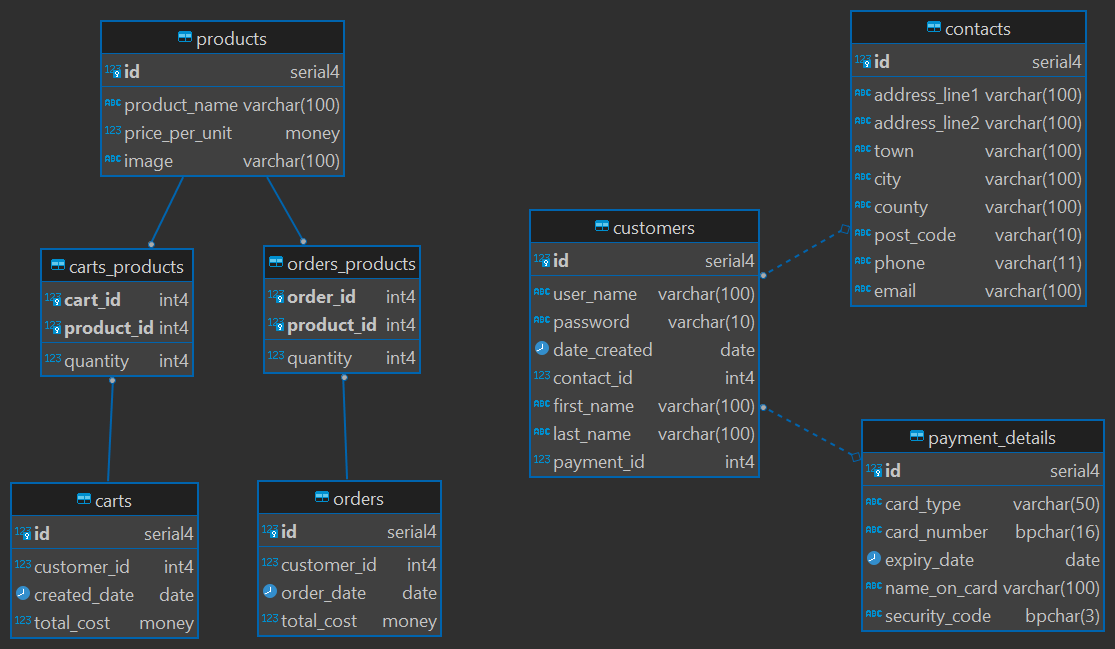 products
123 id serial4
ABC product_name varchar(100)
123 price_per_unit money
ABC image varchar(100)
contacts
123 id serial4
ABC address_line1 varchar(100)
ABC address_line2 varchar(100)
ABC town varchar(100)
ABC city varchar(100)
ABC county varchar(100)
ABC post_code varchar(10)
ABC phone varchar(11)
ABC email varchar(100)
carts_products
123 cart_id int4
123 product_id int4
123 quantity int4
orders_products
123 order_id int4
123 product_id int4
123 quantity int4
customers
123 id serial4
ABC user_name varchar(100)
ABC password varchar(10)
date_created date
123 contact_id int4
ABC first_name varchar(100)
ABC last_name varchar(100)
123 payment_id int4
payment_details
123 id serial4
ABC card_type varchar(50)
ABC card_number bpchar(16)
expiry_date date
ABC name_on_card varchar(100)
ABC security_code bpchar(3)
carts
123 id serial4
123 customer_id int4
created_date date
123 total_cost money
orders
123 id serial4
123 customer_id int4
order_date date
123 total_cost money